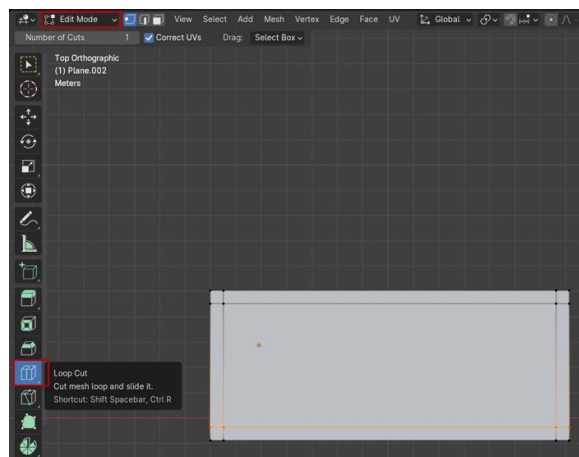 Edit Mode View Select Add Mesh Vertex Edge Face UV Global
Number of Cuts 1 Correct UVs Drag: Select Box
Top Orthographic
(1) Plane.002
Meters
Loop Cut
Cut mesh loop and slide it.
Shortcut: Shift Spacebar, Ctrl R